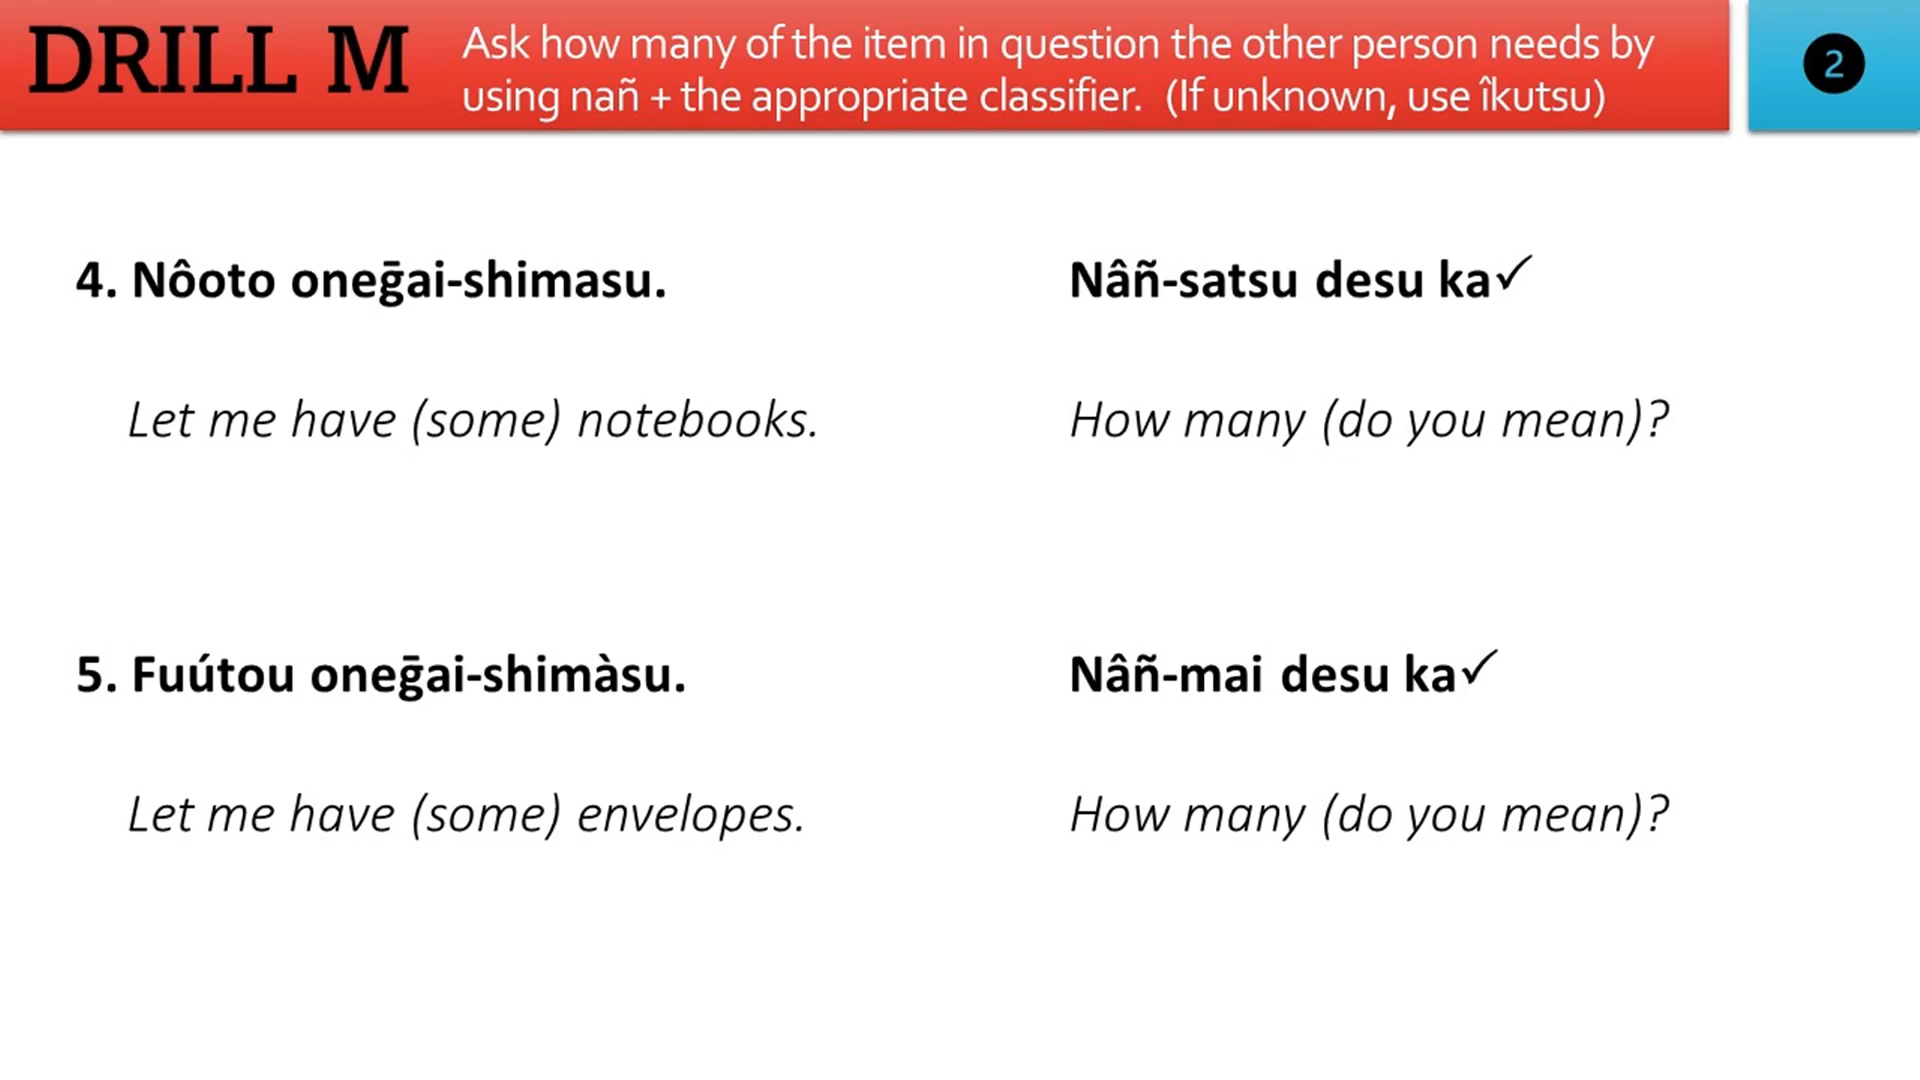 DRILL M
Ask how many of the item in question the other person needs by
using nañ + the appropriate classifier. (If unknown, use îkutsu)
2
4. Nôoto oneḡai-shimasu.
Nâñ-satsu desu ka✓
Let me have (some) notebooks.
How many (do you mean)?
5. Fuútou oneḡai-shimàsu.
Nâñ-mai desu ka✓
Let me have (some) envelopes.
How many (do you mean)?